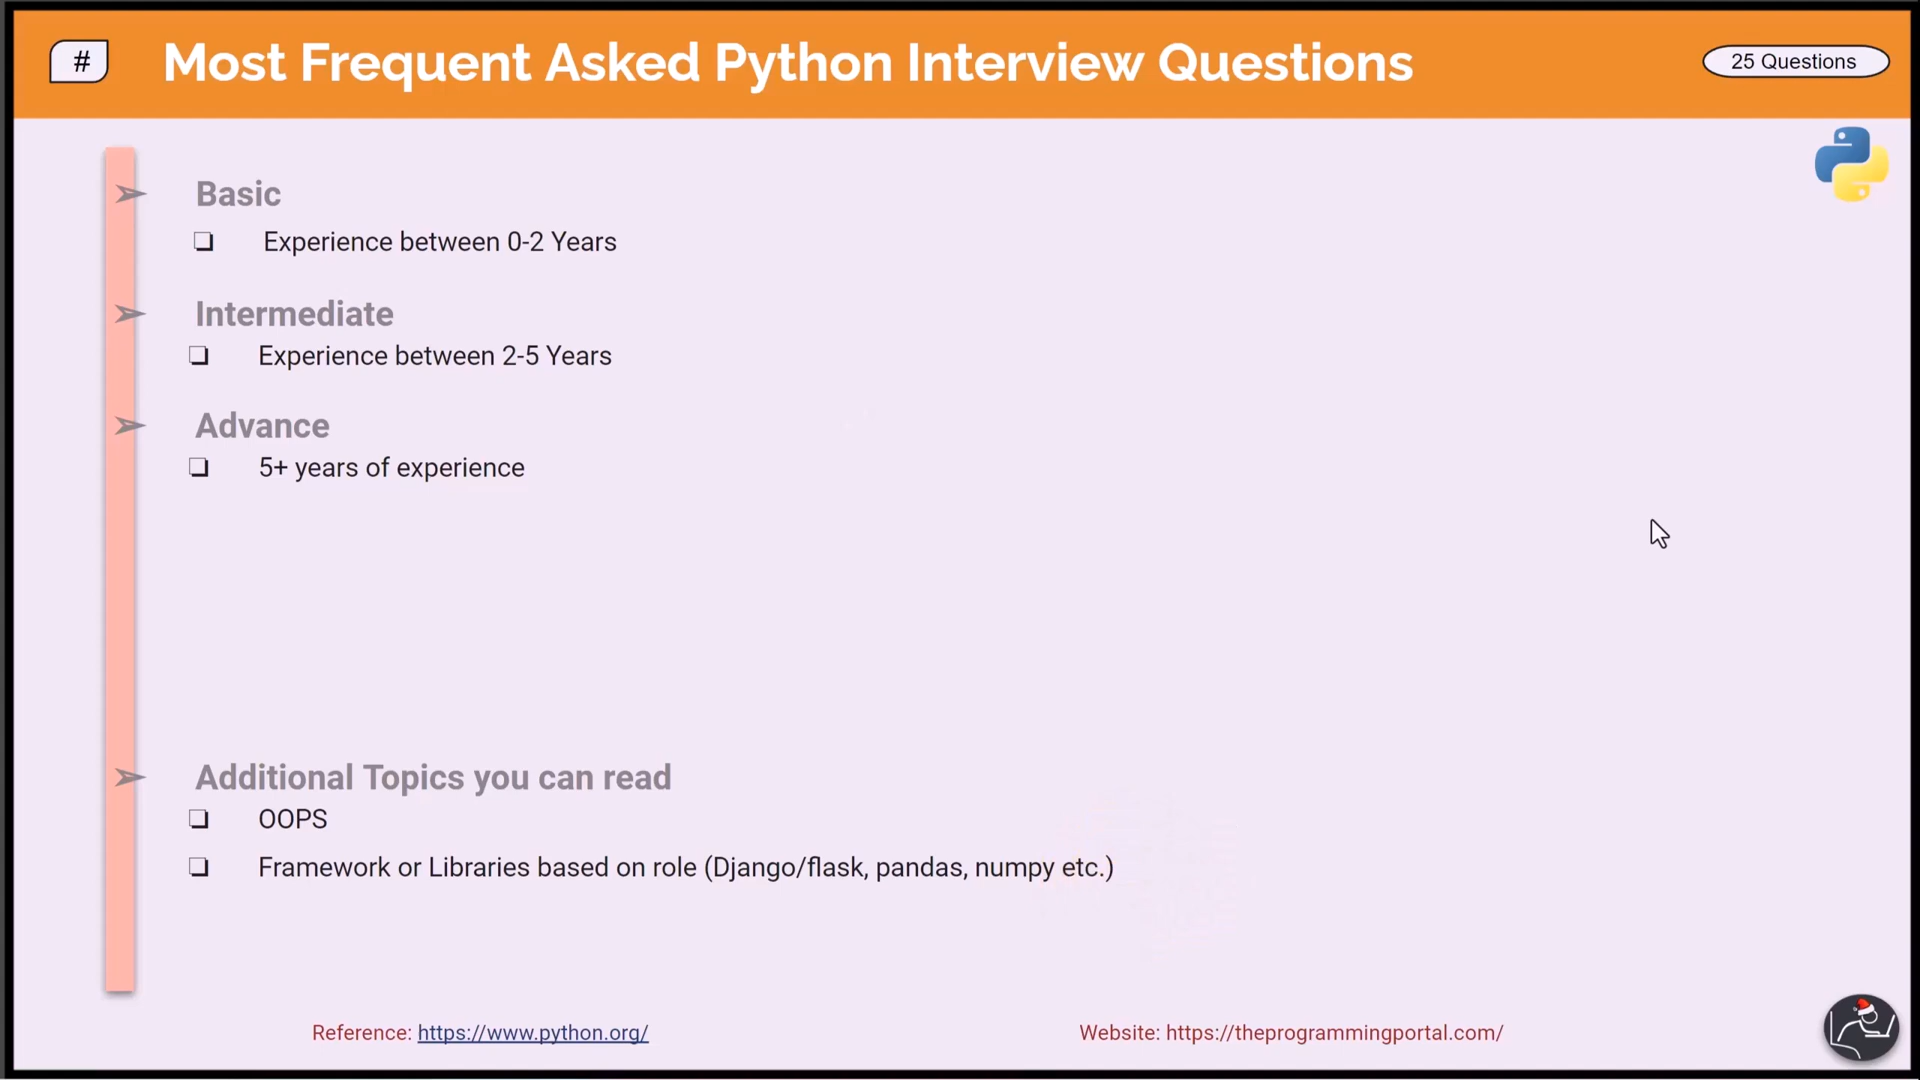 #
Most Frequent Asked Python Interview Questions
25 Questions
➢ Basic
❏ Experience between 0-2 Years
➢ Intermediate
❏ Experience between 2-5 Years
➢ Advance
❏ 5+ years of experience
➢ Additional Topics you can read
❏ OOPS
❏ Framework or Libraries based on role (Django/flask, pandas, numpy etc.)
Reference: https://www.python.org/
Website: https://theprogrammingportal.com/